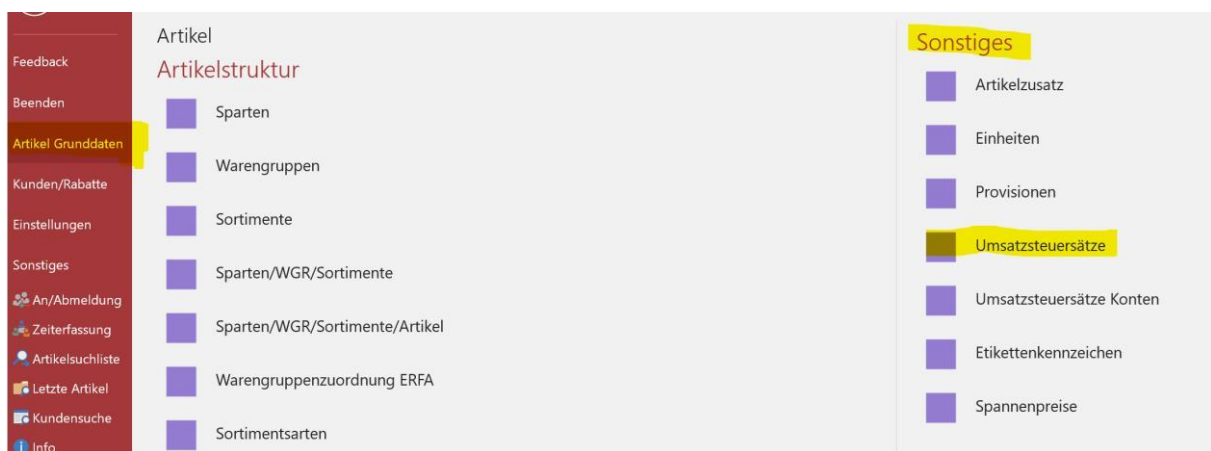 Feedback
Beenden
Artikel Grunddaten
Kunden/Rabatte
Einstellungen
Sonstiges
An/Abmeldung
Zeiterfassung
Artikelsuchliste
Letzte Artikel
Kundensuche
Info
Artikel
Artikelstruktur
Sparten
Warengruppen
Sortimente
Sparten/WGR/Sortimente
Sparten/WGR/Sortimente/Artikel
Warengruppenzuordnung ERFA
Sortimentsarten
Sonstiges
Artikelzusatz
Einheiten
Provisionen
Umsatzsteuersätze
Umsatzsteuersätze Konten
Etikettenkennzeichen
Spannenpreise